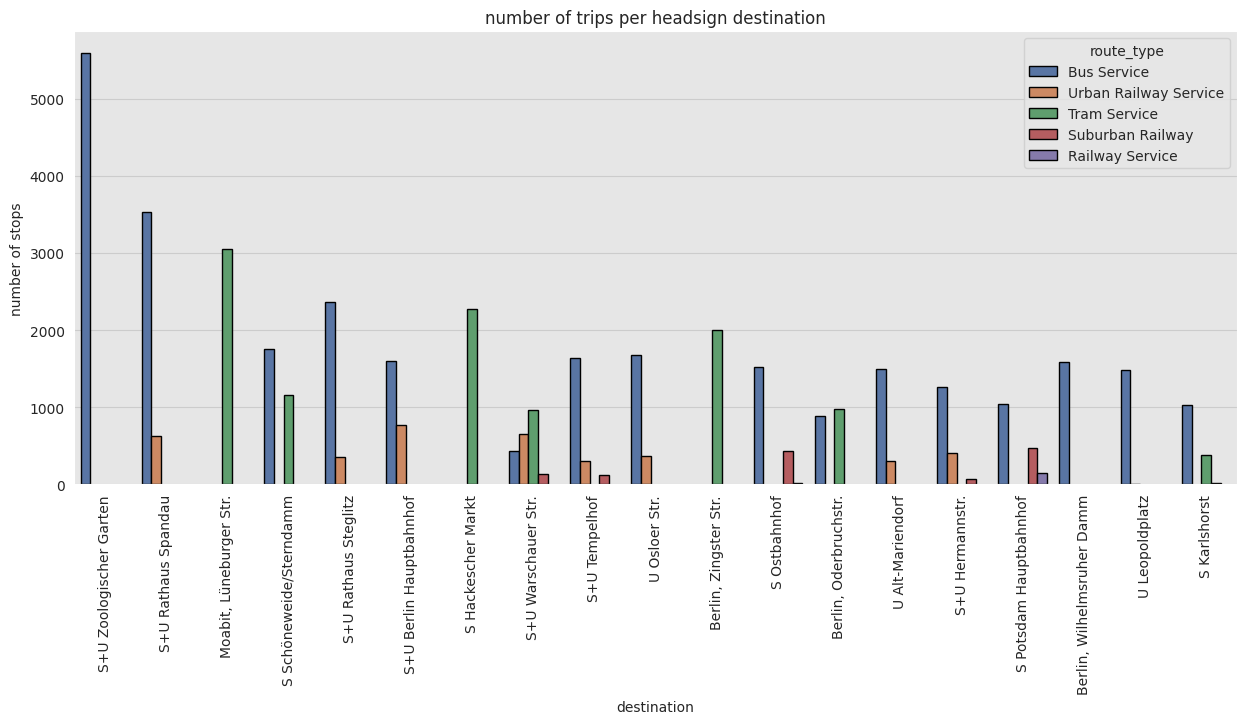 number of trips per headsign destination
route_type
Bus Service
Urban Railway Service
Tram Service
Suburban Railway
Railway Service
number of stops
5000
4000
3000
2000
1000
0
S+U Zoologischer Garten
S+U Rathaus Spandau
Moabit, Lüneburger Str.
S Schöneweide/Sterndamm
S+U Rathaus Steglitz
S+U Berlin Hauptbahnhof
S Hackescher Markt
S+U Warschauer Str.
S+U Tempelhof
U Osloer Str.
Berlin, Zingster Str.
S Ostbahnhof
Berlin, Oderbruchstr.
U Alt-Mariendorf
S+U Hermannstr.
S Potsdam Hauptbahnhof
Berlin, Wilhelmsruher Damm
U Leopoldplatz
S Karlshorst
destination